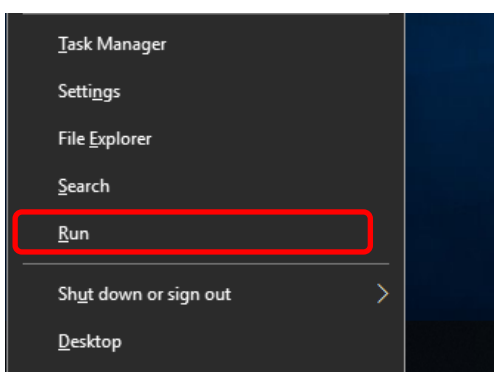 Task Manager
Settings
File Explorer
Search
Run
Shut down or sign out
Desktop